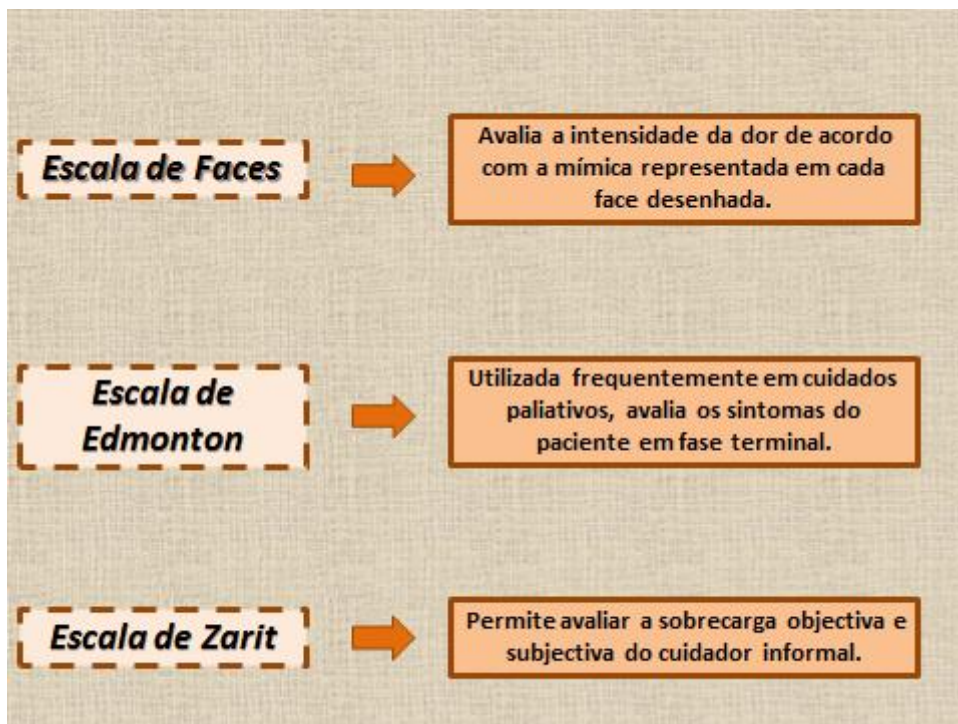 Escala de Faces
Avalia a intensidade da dor de acordo
com a mímica representada em cada
face desenhada.
Escala de
Edmonton
Utilizada frequentemente em cuidados
paliativos, avalia os sintomas do
paciente em fase terminal.
Escala de Zarit
Permite avaliar a sobrecarga objectiva e
subjectiva do cuidador informal.